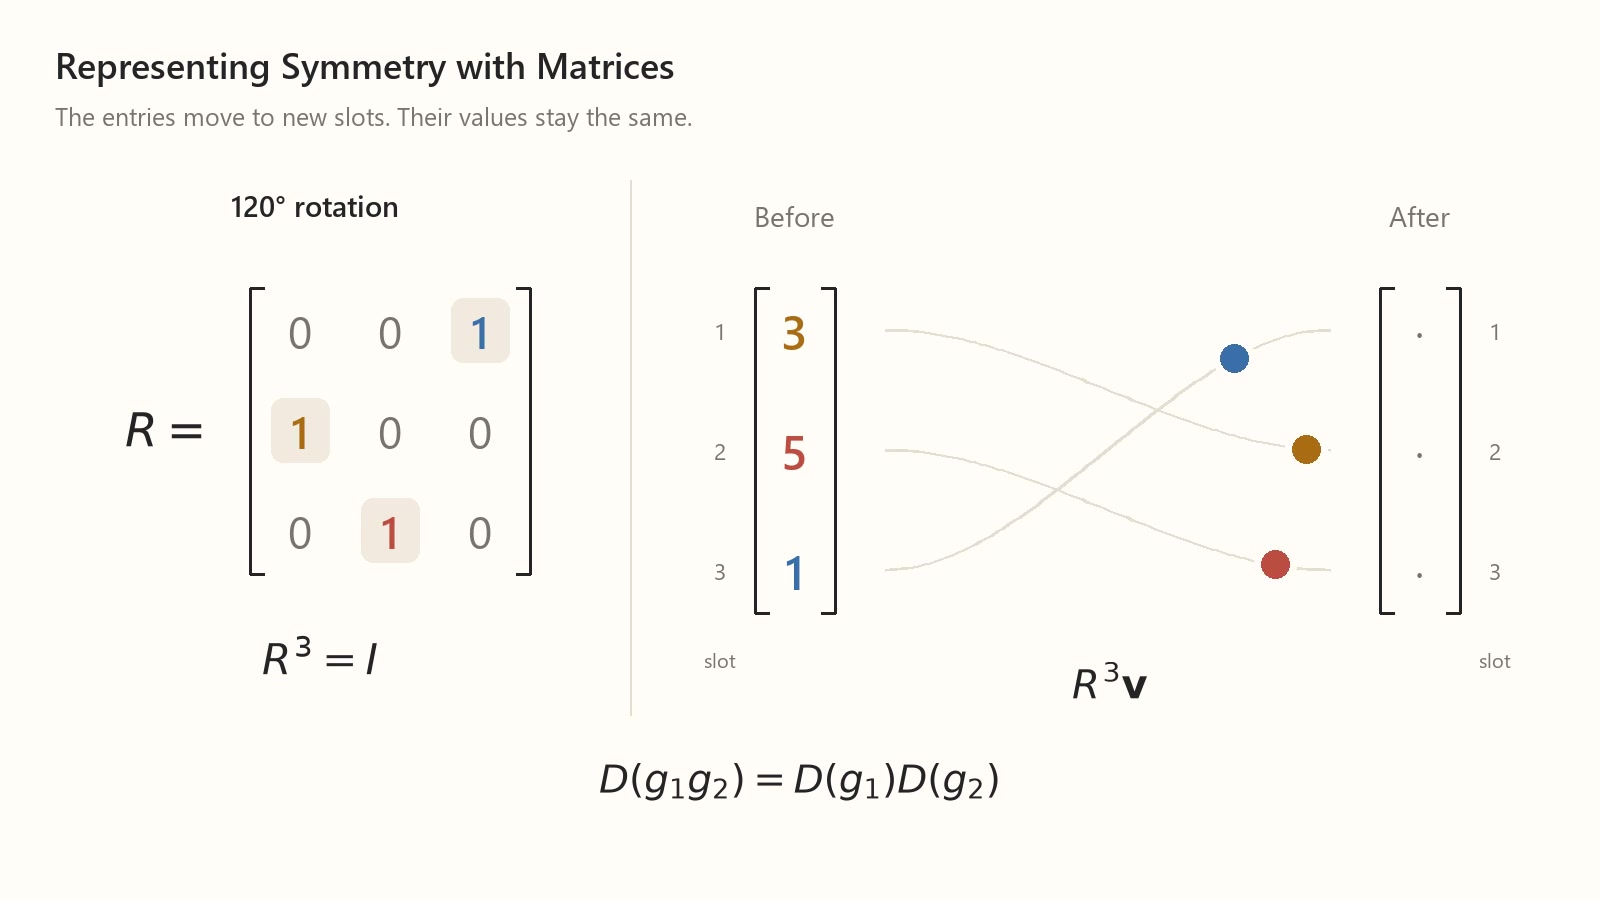 Representing Symmetry with Matrices
The entries move to new slots. Their values stay the same.
120° rotation
R =
0 0 1
1 0 0
0 1 0
R³ = I
Before
After
1 3 . 1
2 5 . 2
3 1 . 3
slot
slot
R³v
D(g₁g₂) = D(g₁)D(g₂)